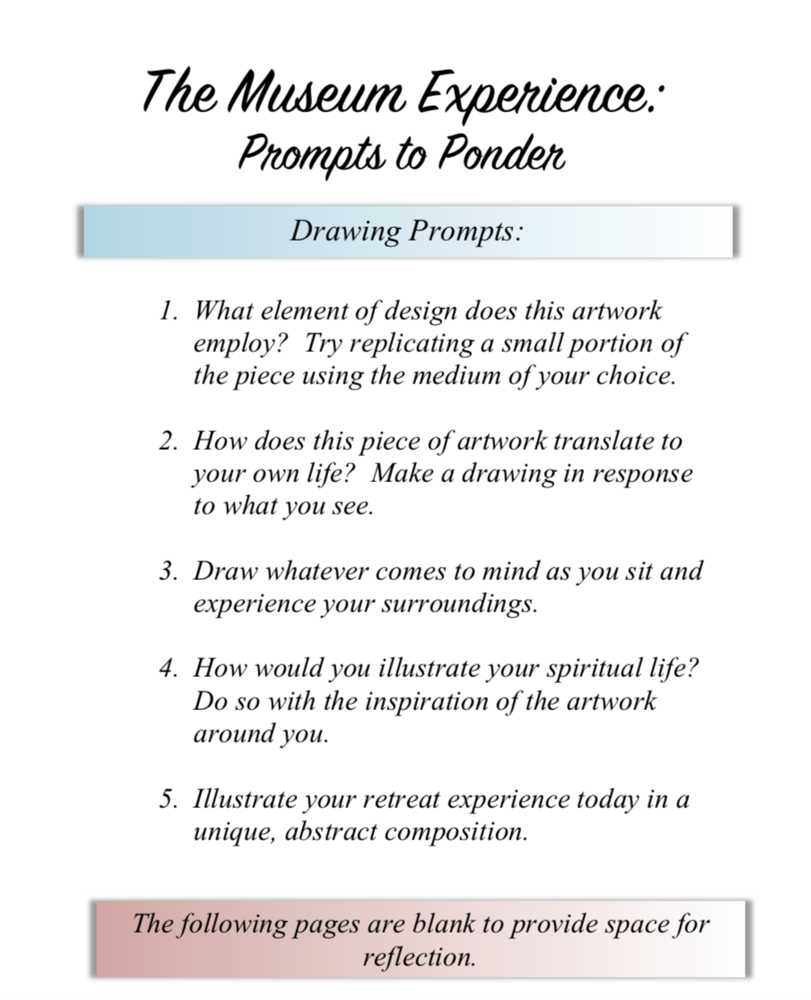 The Museum Experience:
Prompts to Ponder
Drawing Prompts:
1. What element of design does this artwork
employ?  Try replicating a small portion of
the piece using the medium of your choice.
2. How does this piece of artwork translate to
your own life?  Make a drawing in response
to what you see.
3. Draw whatever comes to mind as you sit and
experience your surroundings.
4. How would you illustrate your spiritual life?
Do so with the inspiration of the artwork
around you.
5. Illustrate your retreat experience today in a
unique, abstract composition.
The following pages are blank to provide space for
reflection.